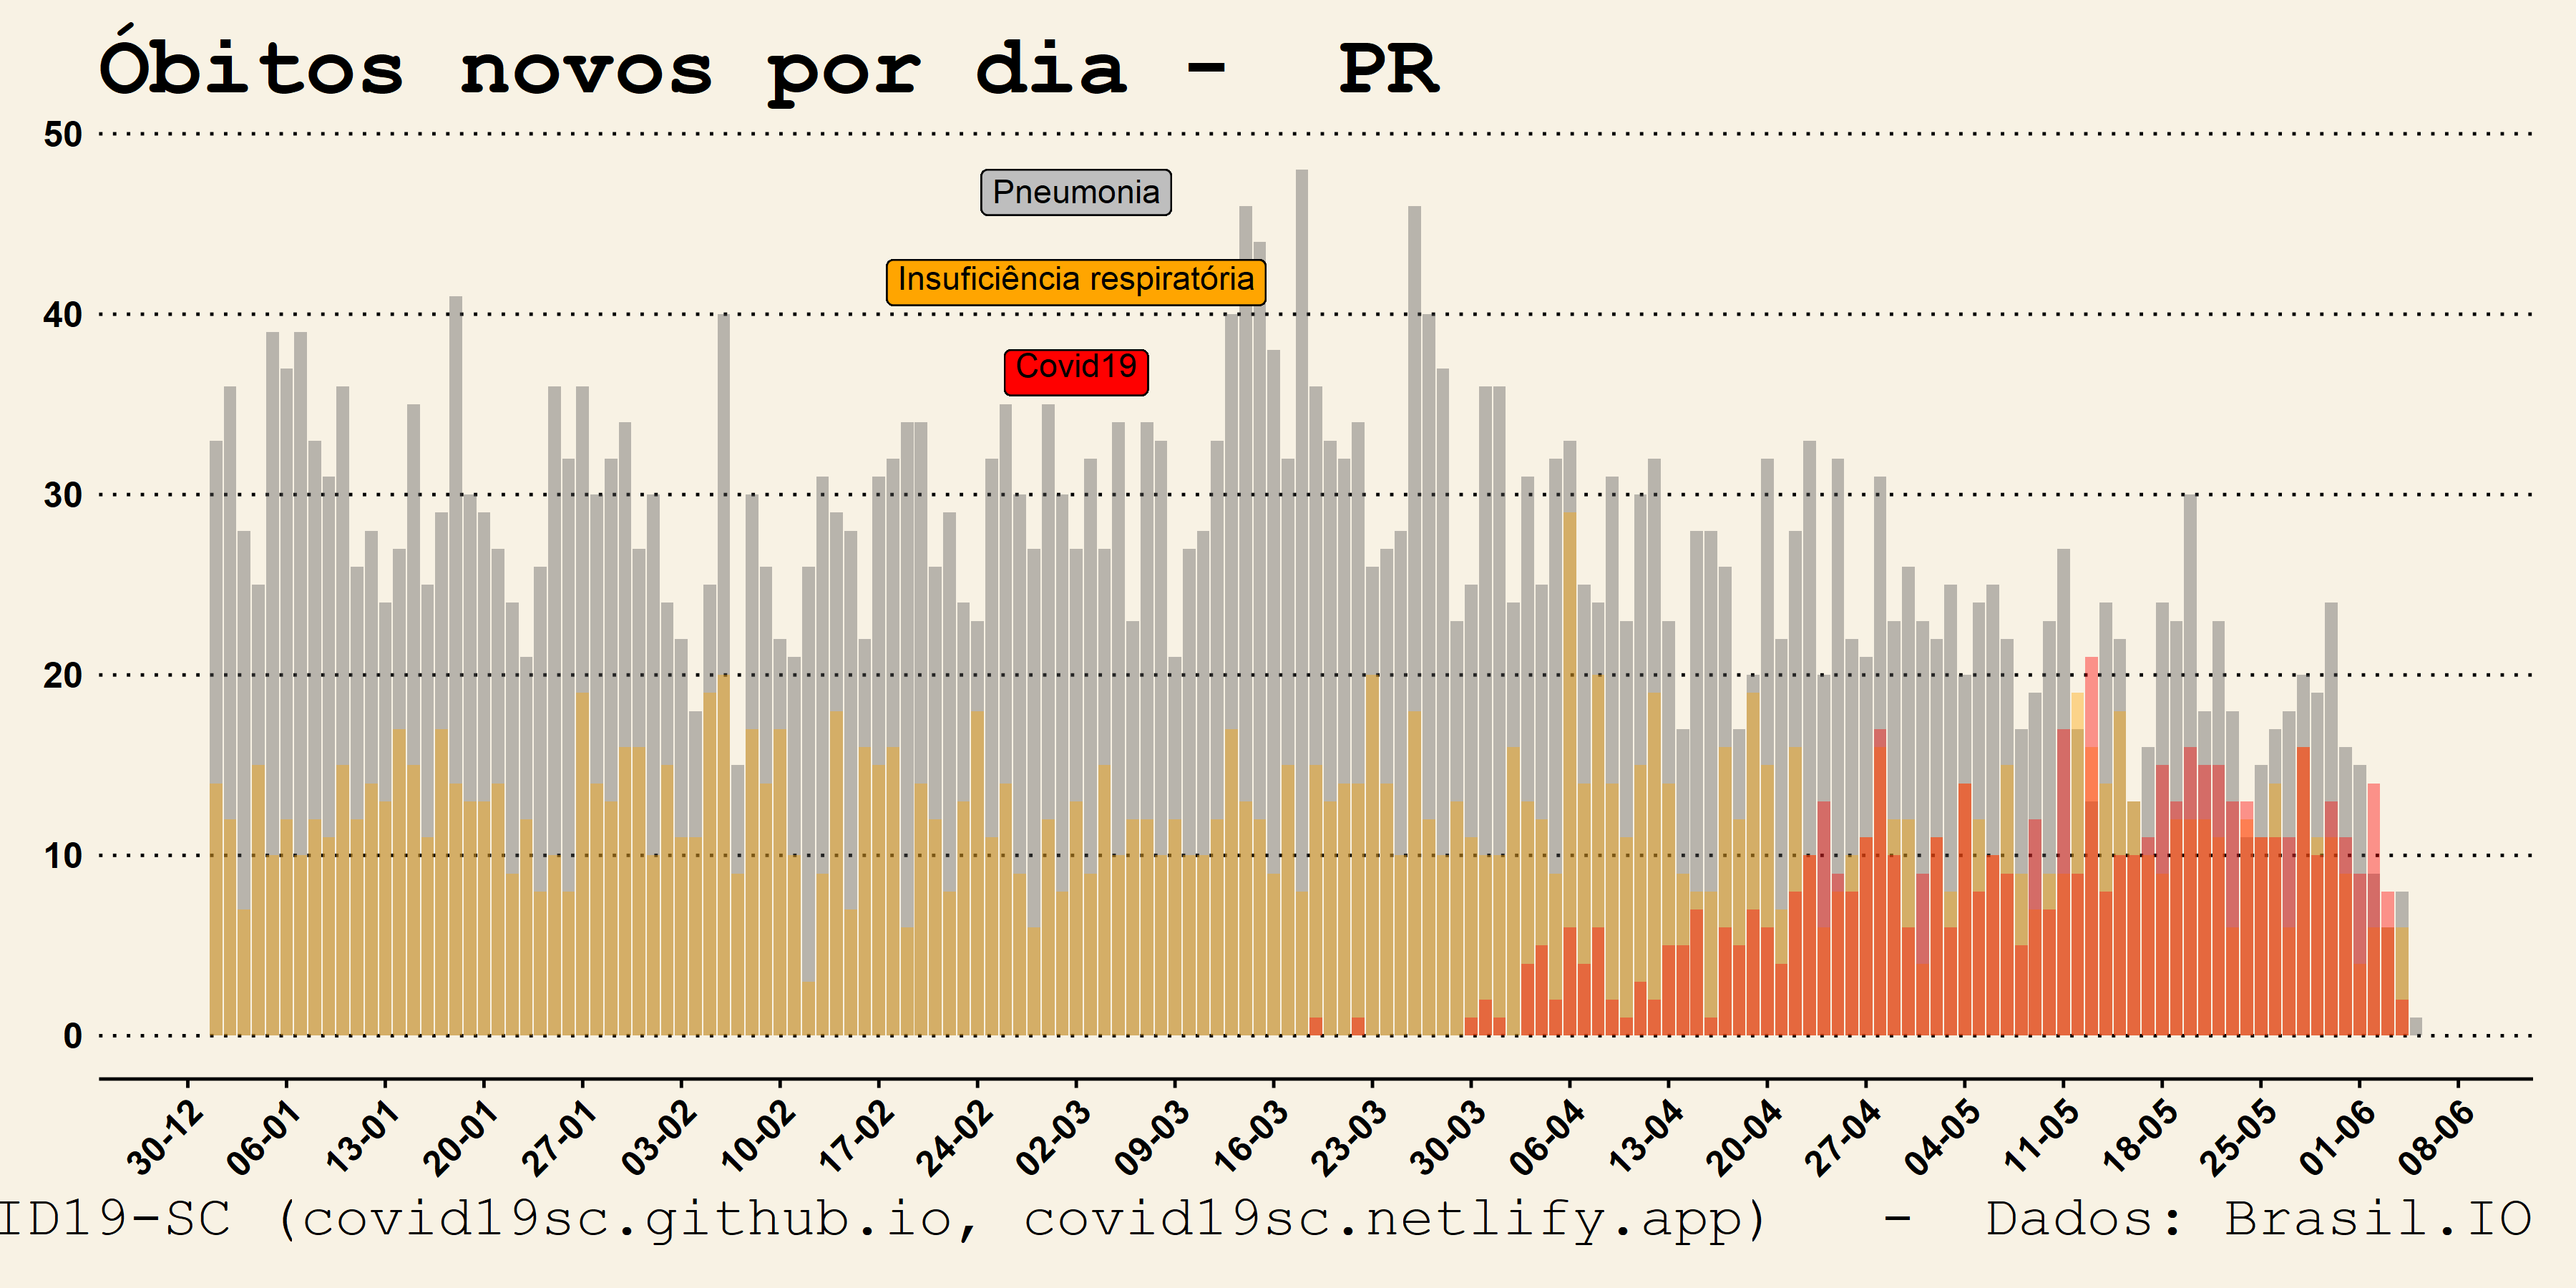 Óbitos novos por dia - PR
50
Pneumonia
Insuficiência respiratória
40
Covid19
30
20
10
0
30-12 06-01 13-01 20-01 27-01 03-02 10-02 17-02 24-02 02-03 09-03 16-03 23-03 30-03 06-04 13-04 20-04 27-04 04-05 11-05 18-05 25-05 01-06 08-06
ID19-SC (covid19sc.github.io, covid19sc.netlify.app) - Dados: Brasil.IO